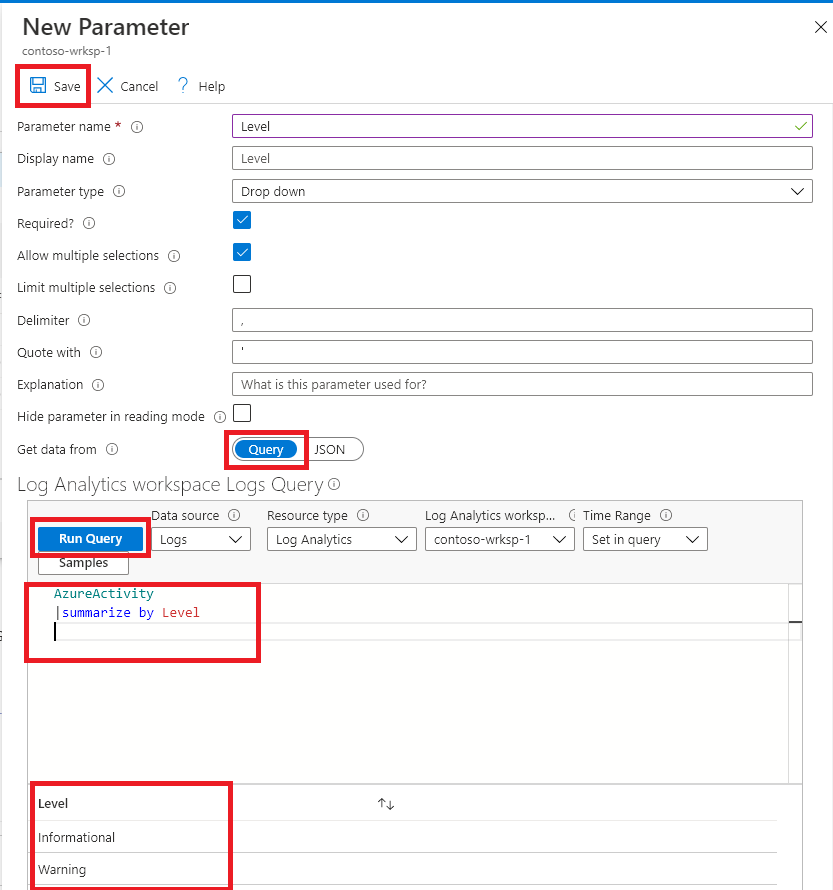 New Parameter
contoso-wrksp-1
Save Cancel ? Help
Parameter name * Level
Display name Level
Parameter type Drop down
Required?
Allow multiple selections
Limit multiple selections
Delimiter ,
Quote with '
Explanation What is this parameter used for?
Hide parameter in reading mode
Get data from Query JSON
Log Analytics workspace Logs Query
Data source Resource type Log Analytics worksp... Time Range
Run Query Logs Log Analytics contoso-wrksp-1 Set in query
Samples
AzureActivity
|summarize by Level
Level
Informational
Warning